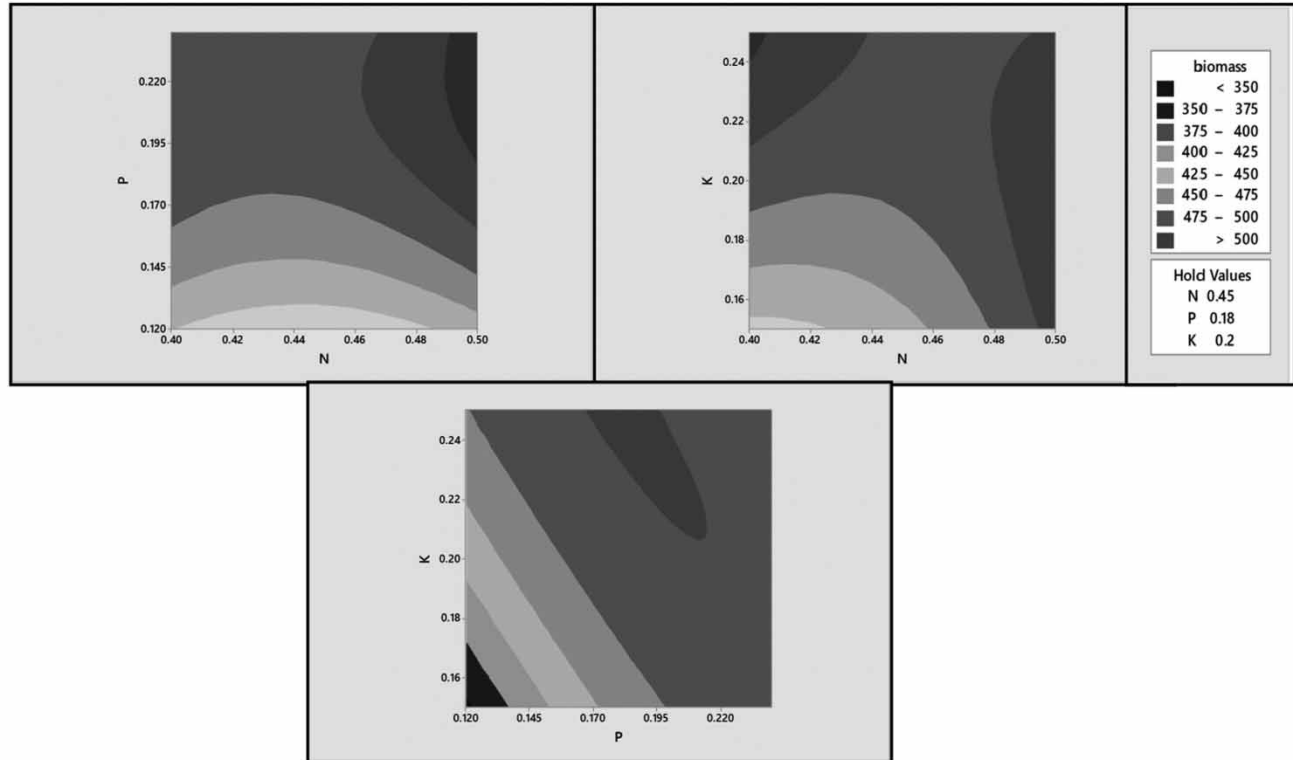 0.220
0.195
P
0.170
0.145
0.120
0.40 0.42 0.44 0.46 0.48 0.50
N
0.24
0.22
K
0.20
0.18
0.16
0.40 0.42 0.44 0.46 0.48 0.50
N
biomass
< 350
350 – 375
375 – 400
400 – 425
425 – 450
450 – 475
475 – 500
> 500
Hold Values
N 0.45
P 0.18
K 0.2
0.24
0.22
K
0.20
0.18
0.16
0.120 0.145 0.170 0.195 0.220
P